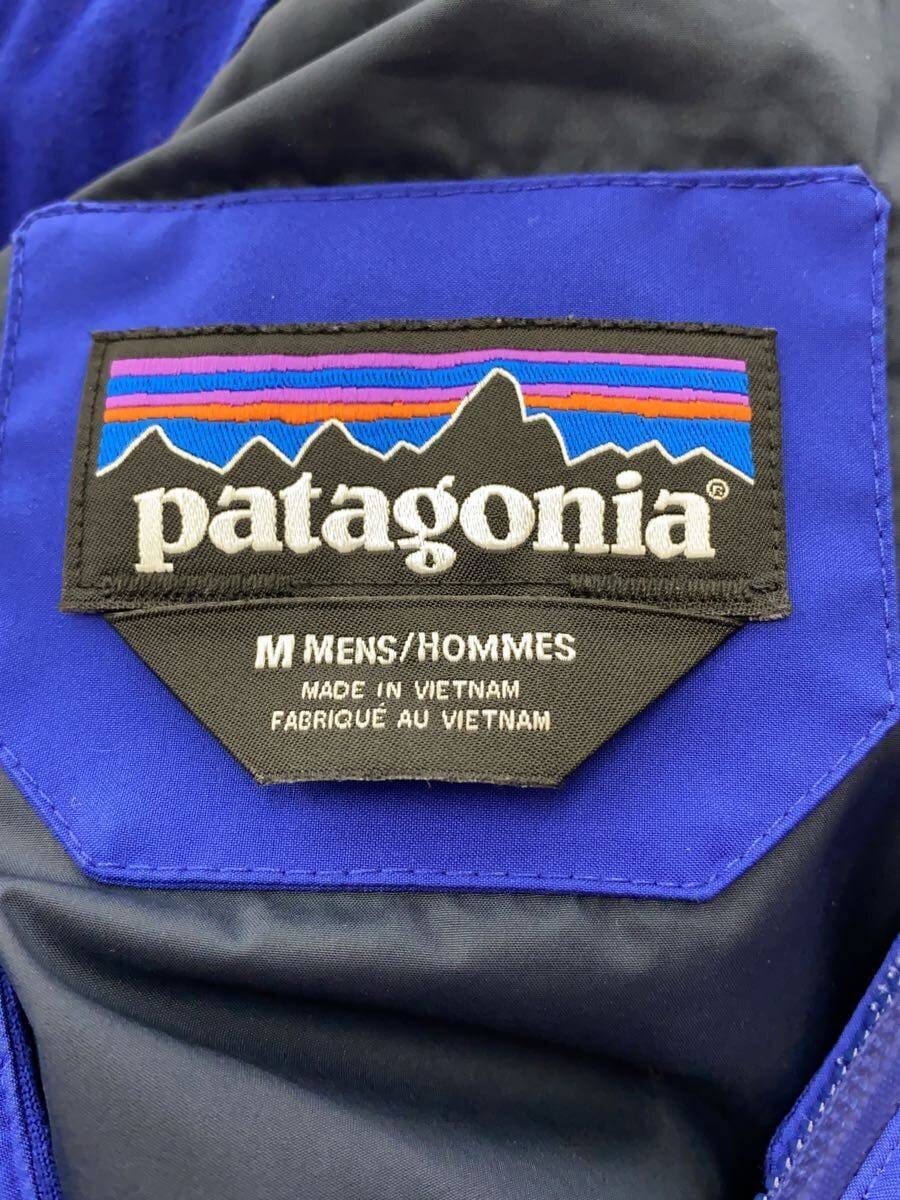 patagonia®
M MENS/HOMMES
MADE IN VIETNAM
FABRIQUÉ AU VIETNAM